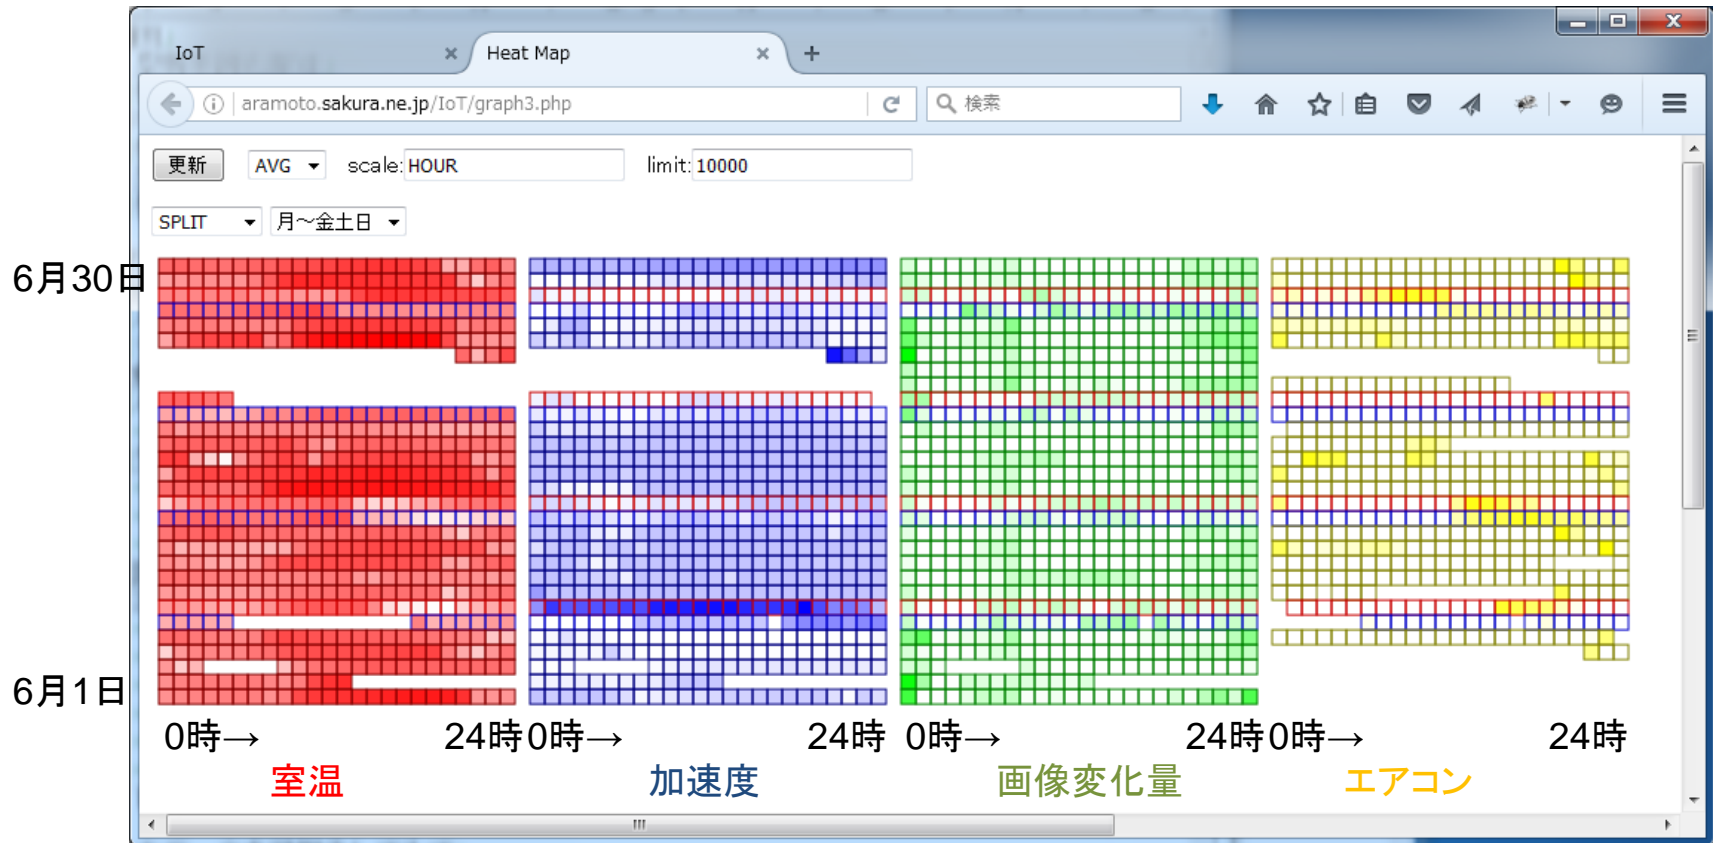 IoT
Heat Map
aramoto.sakura.ne.jp/IoT/graph3.php
検索
更新 AVG scale:HOUR limit:10000
SPLIT 月〜金土日
6月30日
6月1日
0時→ 24時 0時→ 24時 0時→ 24時 0時→ 24時
室温 加速度 画像変化量 エアコン